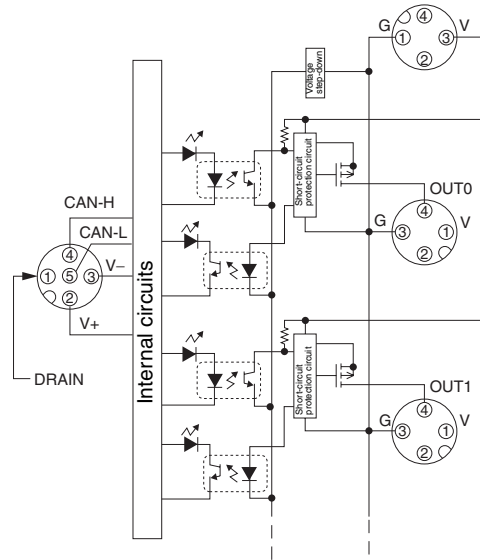 4
G 1 3 V
2
Voltage
step-down
Short-circuit
protection circuit
OUT0
4
G 3 1 V
2
CAN-H
CAN-L
4
1 5 3 V–
2
V+
DRAIN
Internal circuits
Short-circuit
protection circuit
OUT1
4
G 3 1 V
2